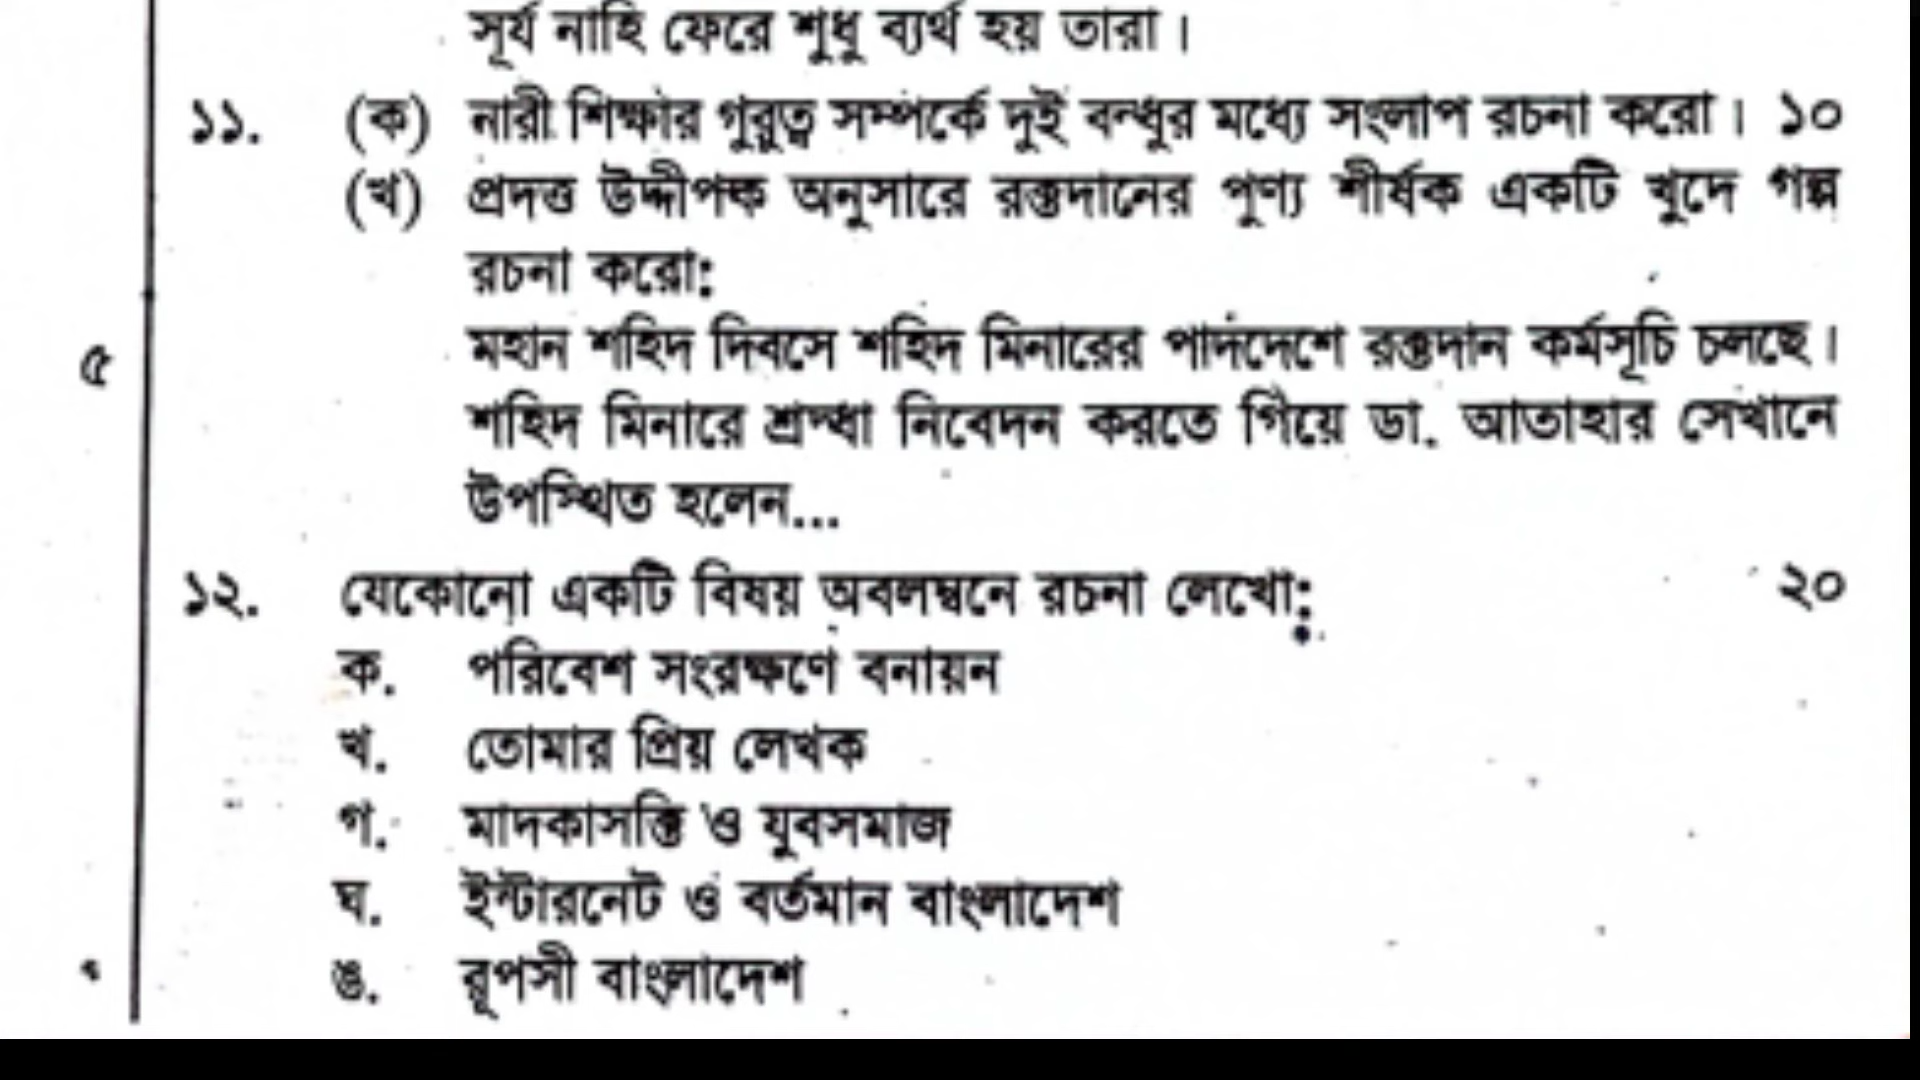 সূর্য নাহি ফেরে শুধু ব্যর্থ হয় তারা।
১১. (ক) নারী শিক্ষার গুরুত্ব সম্পর্কে দুই বন্ধুর মধ্যে সংলাপ রচনা করো। ১০
(খ) প্রদত্ত উদ্দীপক অনুসারে রক্তদানের পুণ্য শীর্ষক একটি খুদে গল্প
রচনা করো:
মহান শহিদ দিবসে শহিদ মিনারের পাদদেশে রক্তদান কর্মসূচি চলছে।
৫
শহিদ মিনারে শ্রদ্ধা নিবেদন করতে গিয়ে ডা. আতাহার সেখানে
উপস্থিত হলেন...
১২. যেকোনো একটি বিষয় অবলম্বনে রচনা লেখো: ২০
ক. পরিবেশ সংরক্ষণে বনায়ন
খ. তোমার প্রিয় লেখক
গ. মাদকাসক্তি ও যুবসমাজ
ঘ. ইন্টারনেট ও বর্তমান বাংলাদেশ
ঙ. রূপসী বাংলাদেশ